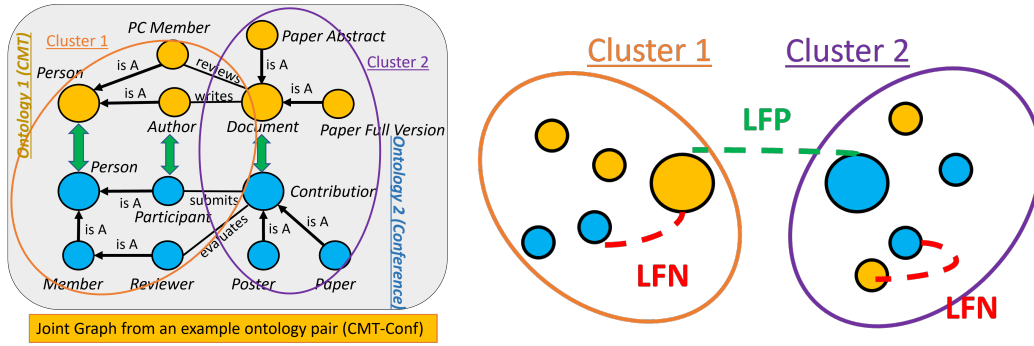 PC Member
Paper Abstract
Cluster 1
Cluster 2
Person
is A
reviews
is A
Ontology 1 (CMT)
is A
writes
is A
Author
Document
Paper Full Version
Person
Contribution
is A
submits
Participant
is A
is A
evaluates
is A
is A
Ontology 2 (Conference)
Member
Reviewer
Poster
Paper
Joint Graph from an example ontology pair (CMT-Conf)
Cluster 1
Cluster 2
LFP
LFN
LFN